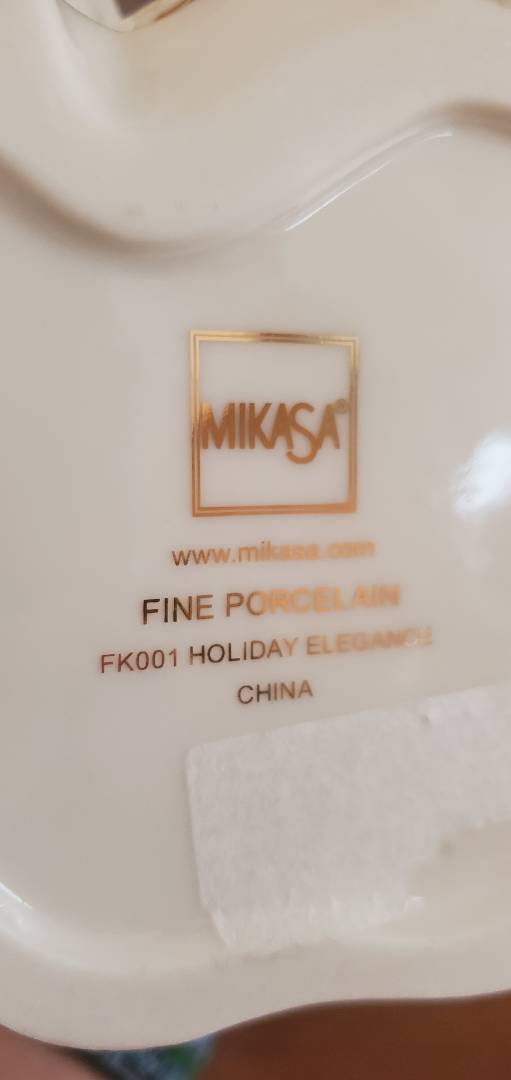 MIKASA®
www.mikasa.com
FINE PORCELAIN
FK001 HOLIDAY ELEGANCE
CHINA